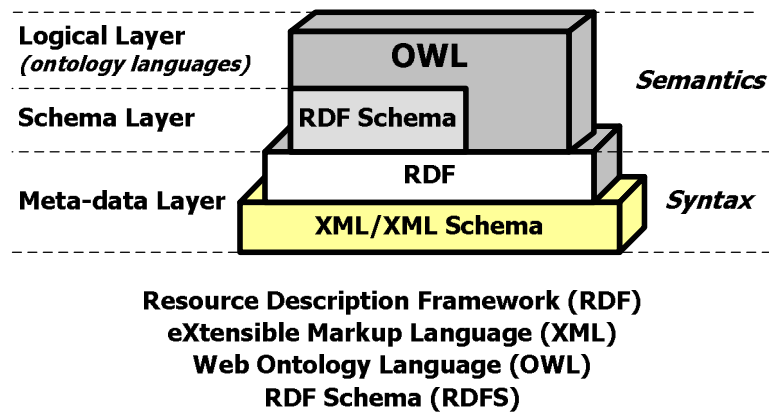 Logical Layer
(ontology languages)
OWL
Semantics
Schema Layer
RDF Schema
Meta-data Layer
RDF
Syntax
XML/XML Schema
Resource Description Framework (RDF)
eXtensible Markup Language (XML)
Web Ontology Language (OWL)
RDF Schema (RDFS)